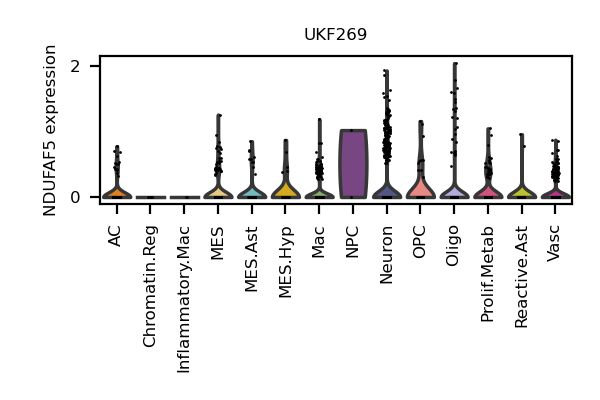 UKF269
NDUFAF5 expression
2
0
AC
Chromatin.Reg
Inflammatory.Mac
MES
MES.Ast
MES.Hyp
Mac
NPC
Neuron
OPC
Oligo
Prolif.Metab
Reactive.Ast
Vasc